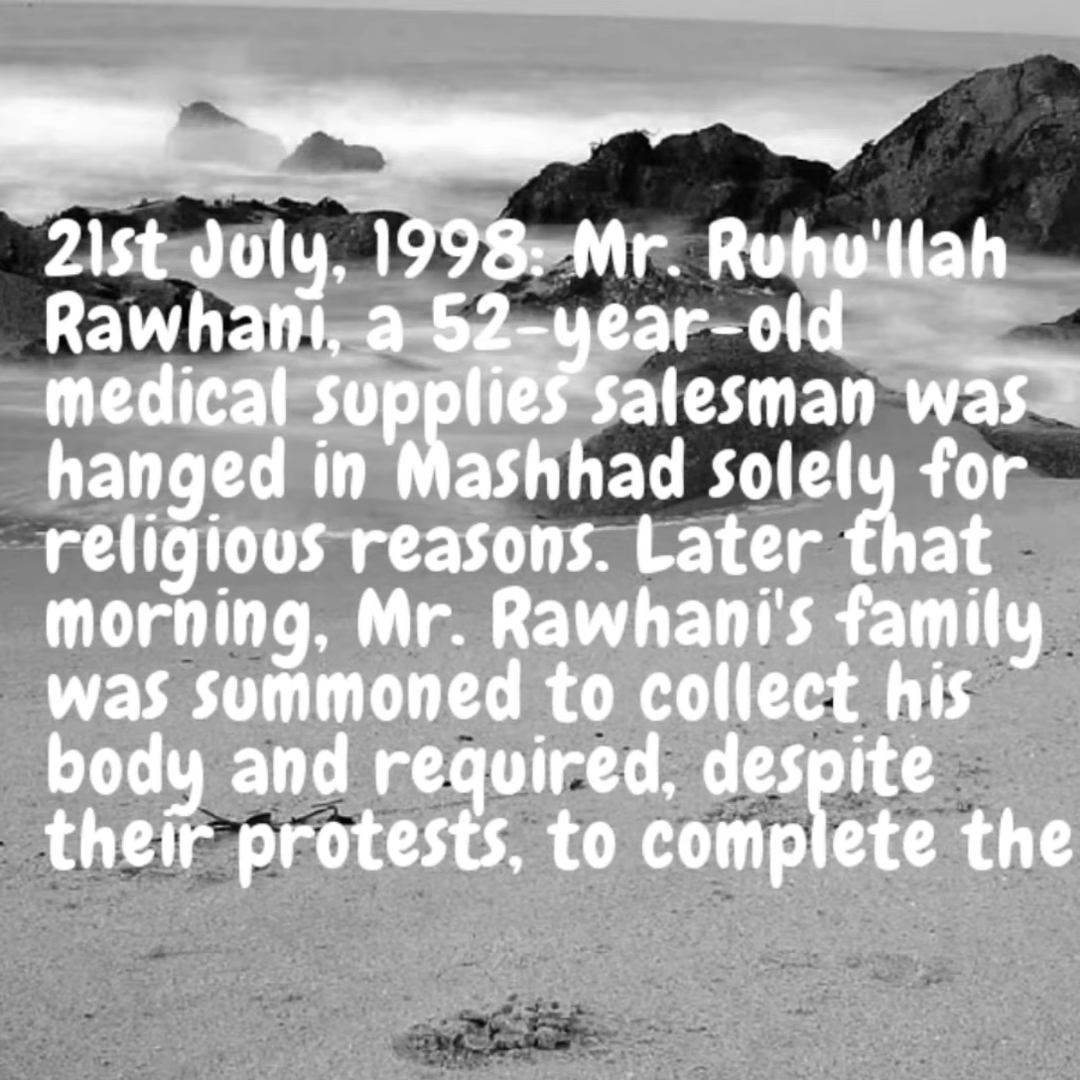 21st July, 1998: Mr. Ruhu'llah
Rawhani, a 52-year-old
medical supplies salesman was
hanged in Mashhad solely for
religious reasons. Later that
morning, Mr. Rawhani's family
was summoned to collect his
body and required, despite
their protests, to complete the